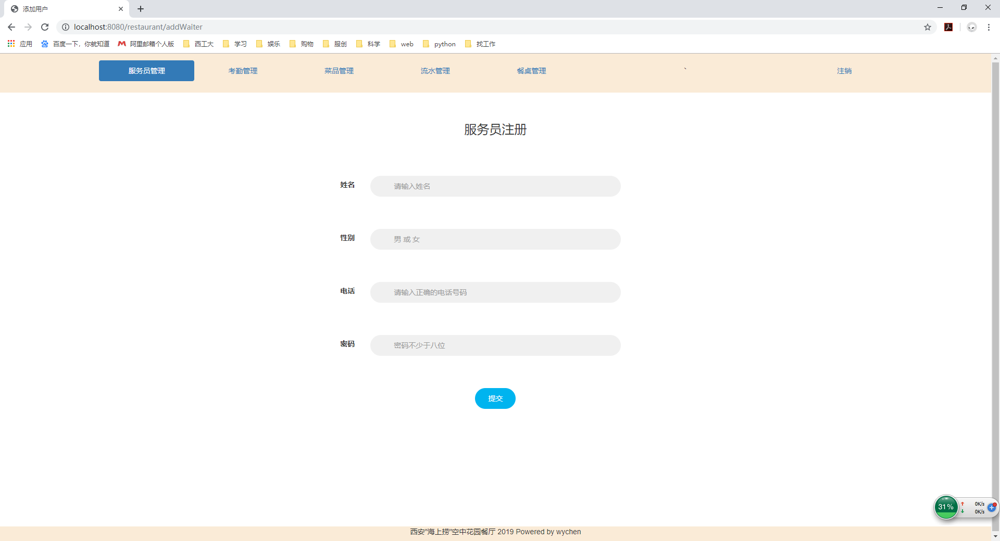 添加用户
localhost:8080/restaurant/addWaiter
应用 百度一下，你就知道 阿里邮箱个人版 西工大 学习 娱乐 购物 服创 科学 web python 找工作
服务员管理 考勤管理 菜品管理 流水管理 餐桌管理 ` 注销
服务员注册
姓名 请输入姓名
性别 男 或 女
电话 请输入正确的电话号码
密码 密码不少于八位
提交
31% 0K/s
0K/s
西安"海上捞"空中花园餐厅 2019 Powered by wychen